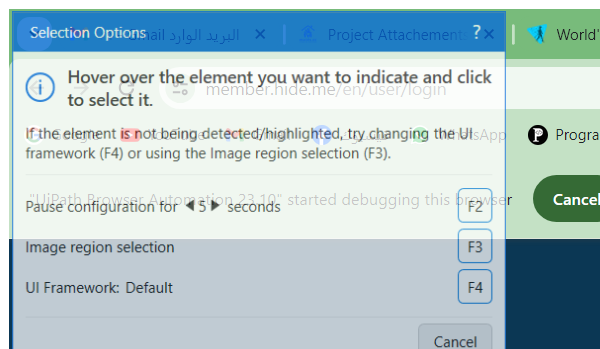 Selection Options
?
Gmail البريد الوارد
Project Attachements
World'
Hover over the element you want to indicate and click
to select it.
member.hide.me/en/user/login
If the element is not being detected/highlighted, try changing the UI
framework (F4) or using the Image region selection (F3).
WhatsApp
Progra
"UiPath Browser Automation 23.10" started debugging this browser
Cancel
Pause configuration for 5 seconds
F2
Image region selection
F3
UI Framework: Default
F4
Cancel